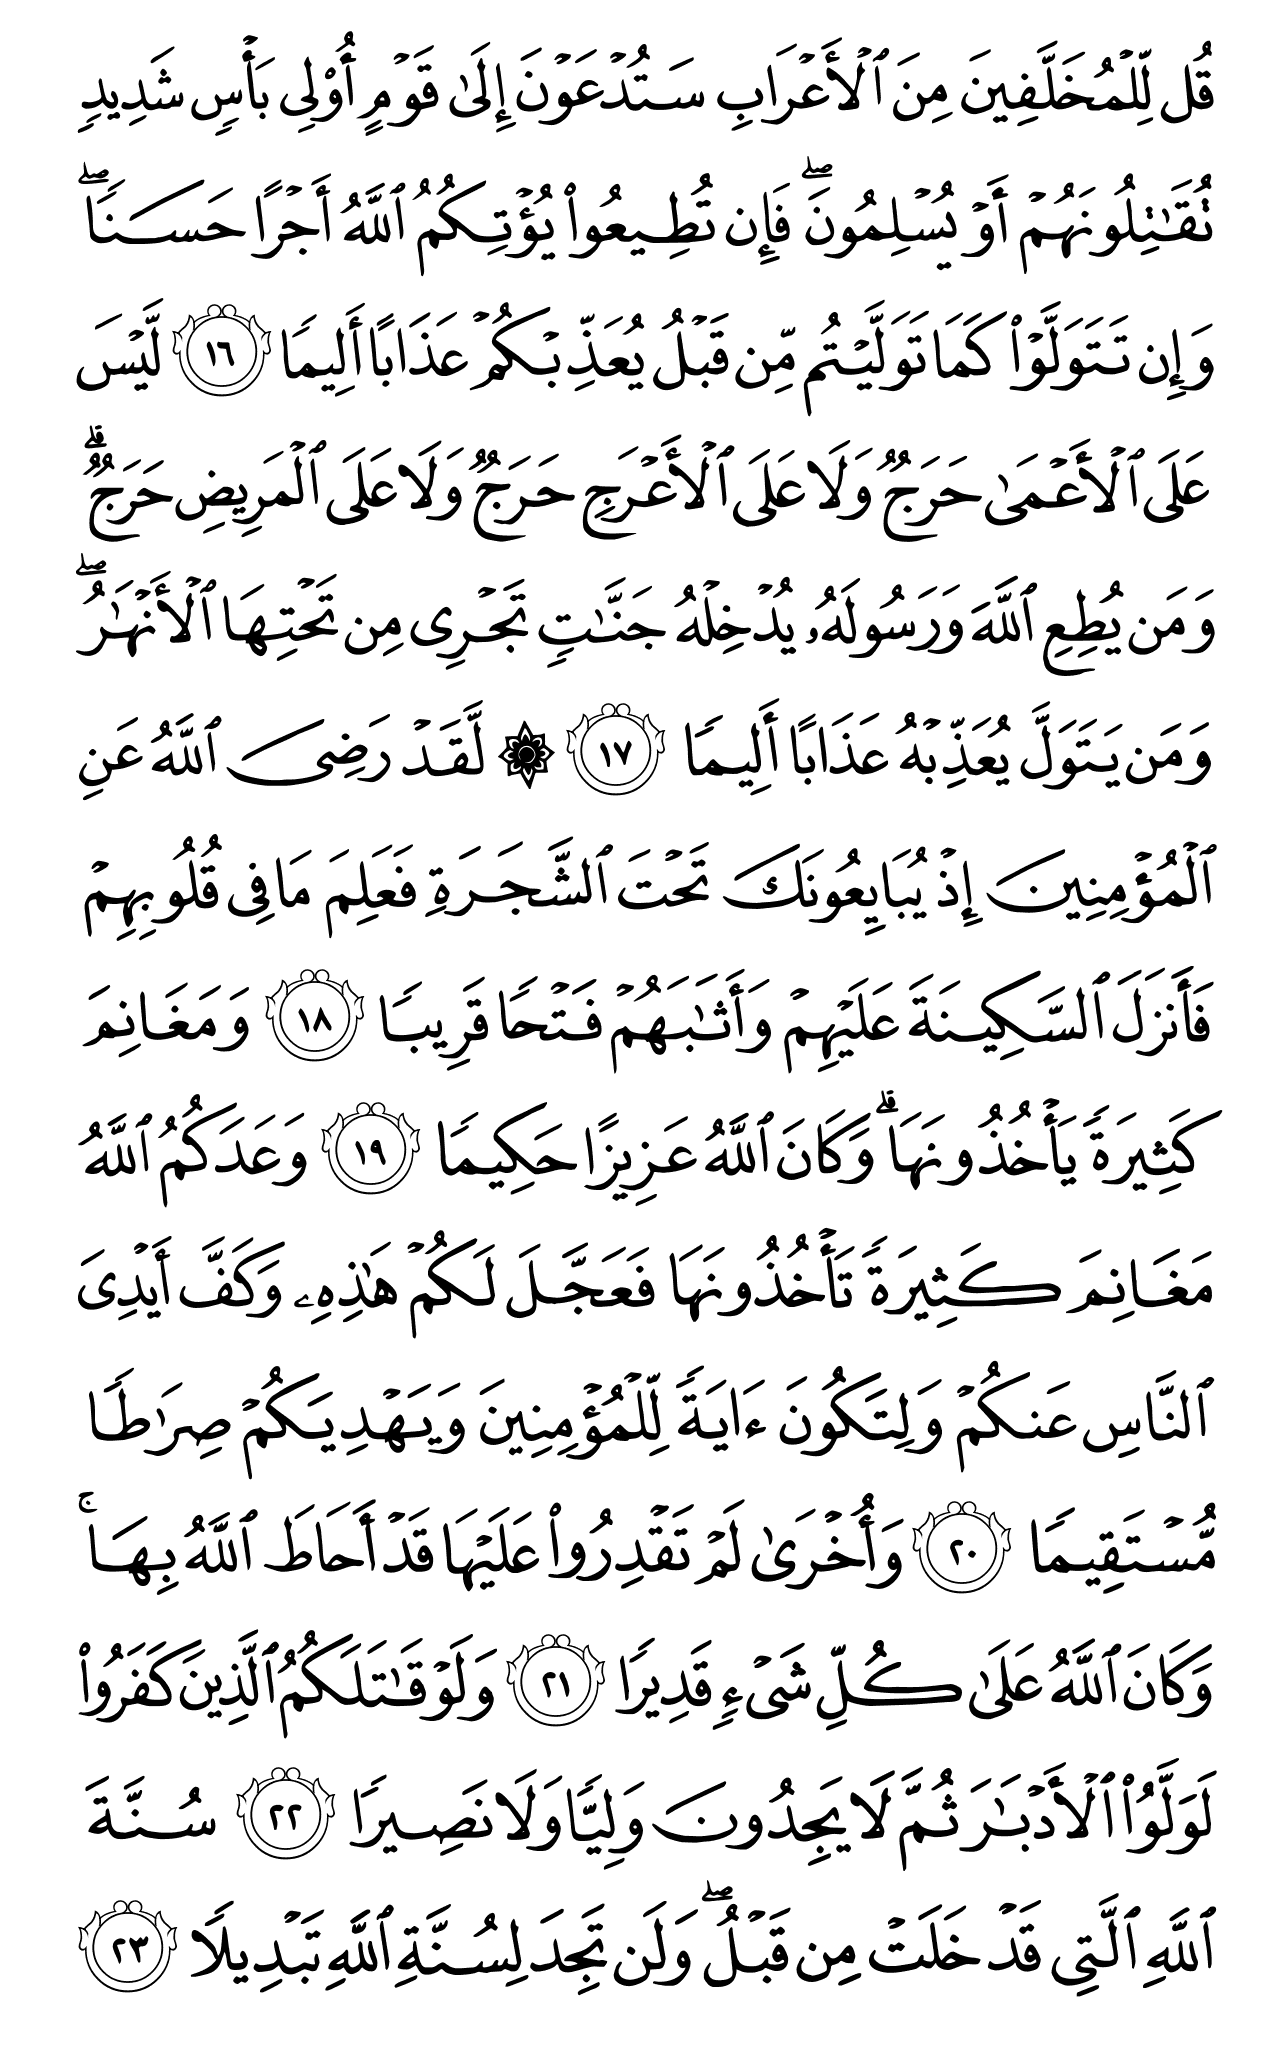 قُل لِّلْمُخَلَّفِينَ مِنَ ٱلْأَعْرَابِ سَتُدْعَوْنَ إِلَىٰ قَوْمٍ أُوْلِى بَأْسٍ شَدِيدٍ
تُقَـٰتِلُونَهُمْ أَوْ يُسْلِمُونَ ۖ فَإِن تُطِيعُوا۟ يُؤْتِكُمُ ٱللَّهُ أَجْرًا حَسَنًا ۖ
وَإِن تَتَوَلَّوْا۟ كَمَا تَوَلَّيْتُم مِّن قَبْلُ يُعَذِّبْكُمْ عَذَابًا أَلِيمًا ١٦ لَّيْسَ
عَلَى ٱلْأَعْمَىٰ حَرَجٌ وَلَا عَلَى ٱلْأَعْرَجِ حَرَجٌ وَلَا عَلَى ٱلْمَرِيضِ حَرَجٌ ۗ
وَمَن يُطِعِ ٱللَّهَ وَرَسُولَهُۥ يُدْخِلْهُ جَنَّـٰتٍ تَجْرِى مِن تَحْتِهَا ٱلْأَنْهَـٰرُ ۖ
وَمَن يَتَوَلَّ يُعَذِّبْهُ عَذَابًا أَلِيمًا ١٧ ۞ لَّقَدْ رَضِىَ ٱللَّهُ عَنِ
ٱلْمُؤْمِنِينَ إِذْ يُبَايِعُونَكَ تَحْتَ ٱلشَّجَرَةِ فَعَلِمَ مَا فِى قُلُوبِهِمْ
فَأَنزَلَ ٱلسَّكِينَةَ عَلَيْهِمْ وَأَثَـٰبَهُمْ فَتْحًا قَرِيبًا ١٨ وَمَغَانِمَ
كَثِيرَةً يَأْخُذُونَهَا ۗ وَكَانَ ٱللَّهُ عَزِيزًا حَكِيمًا ١٩ وَعَدَكُمُ ٱللَّهُ
مَغَانِمَ كَثِيرَةً تَأْخُذُونَهَا فَعَجَّلَ لَكُمْ هَـٰذِهِۦ وَكَفَّ أَيْدِىَ
ٱلنَّاسِ عَنكُمْ وَلِتَكُونَ ءَايَةً لِّلْمُؤْمِنِينَ وَيَهْدِيَكُمْ صِرَٰطًا
مُّسْتَقِيمًا ٢٠ وَأُخْرَىٰ لَمْ تَقْدِرُوا۟ عَلَيْهَا قَدْ أَحَاطَ ٱللَّهُ بِهَا ۚ
وَكَانَ ٱللَّهُ عَلَىٰ كُلِّ شَىْءٍ قَدِيرًا ٢١ وَلَوْ قَـٰتَلَكُمُ ٱلَّذِينَ كَفَرُوا۟
لَوَلَّوُا۟ ٱلْأَدْبَـٰرَ ثُمَّ لَا يَجِدُونَ وَلِيًّا وَلَا نَصِيرًا ٢٢ سُنَّةَ
ٱللَّهِ ٱلَّتِى قَدْ خَلَتْ مِن قَبْلُ ۖ وَلَن تَجِدَ لِسُنَّةِ ٱللَّهِ تَبْدِيلًا ٢٣